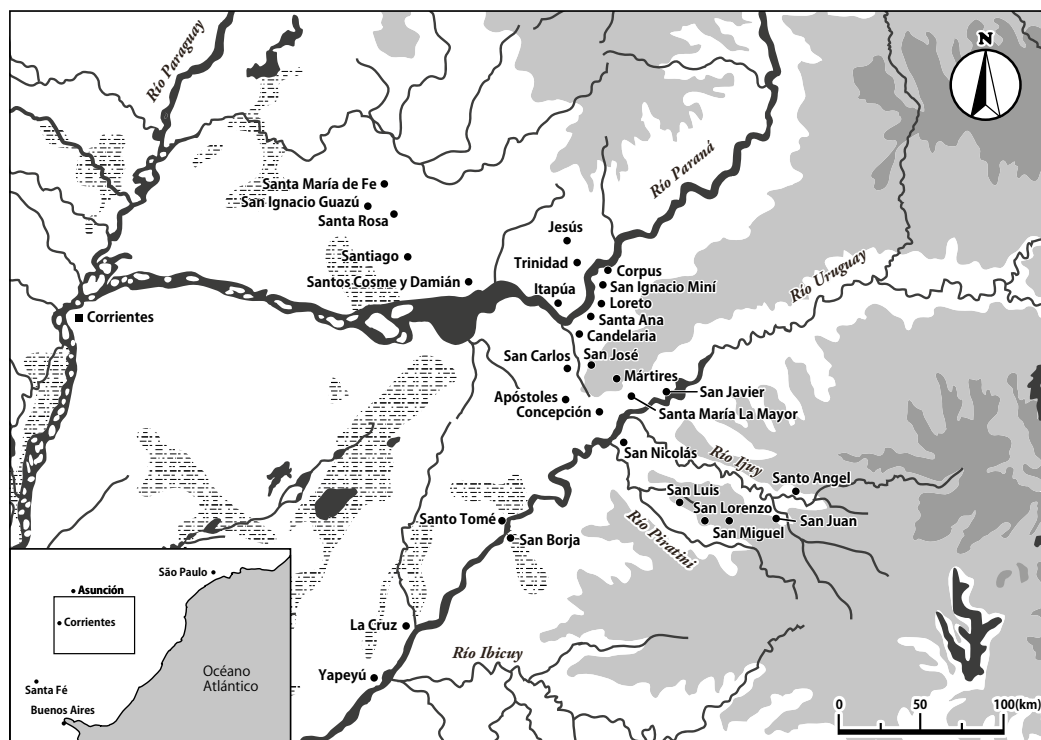 N
Río Paraguay
Río Paraná
Santa María de Fe
San Ignacio Guazú
Santa Rosa
Jesús
Santiago
Trinidad
Río Uruguay
Santos Cosme y Damián
Corpus
San Ignacio Miní
Itapúa
Loreto
Corrientes
Santa Ana
Candelaria
San Carlos
San José
Mártires
San Javier
Apóstoles
Concepción
Santa María La Mayor
San Nicolás
Río Ijuy
Santo Angel
San Luis
San Lorenzo
Santo Tomé
San Juan
San Miguel
Río Piratini
San Borja
La Cruz
Río Ibicuy
Yapeyú
São Paulo
Asunción
Corrientes
Océano
Atlántico
Santa Fé
Buenos Aires
0 50 100(km)